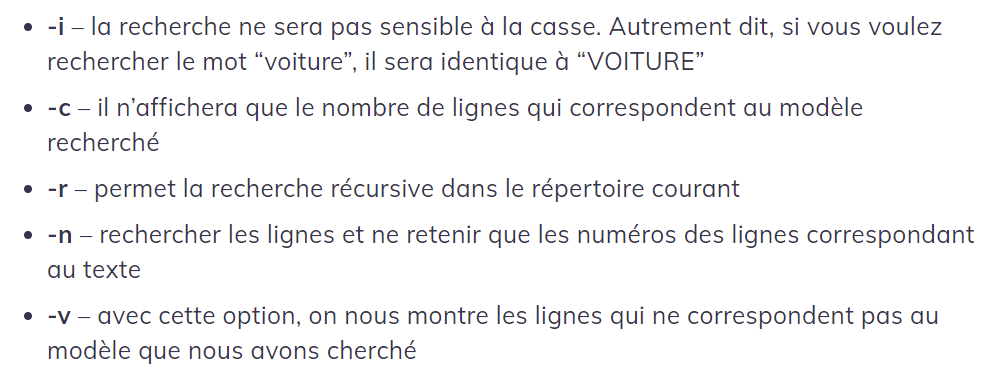 • -i – la recherche ne sera pas sensible à la casse. Autrement dit, si vous voulez
rechercher le mot “voiture”, il sera identique à “VOITURE”
• -c – il n’affichera que le nombre de lignes qui correspondent au modèle
recherché
• -r – permet la recherche récursive dans le répertoire courant
• -n – rechercher les lignes et ne retenir que les numéros des lignes correspondant
au texte
• -v – avec cette option, on nous montre les lignes qui ne correspondent pas au
modèle que nous avons cherché